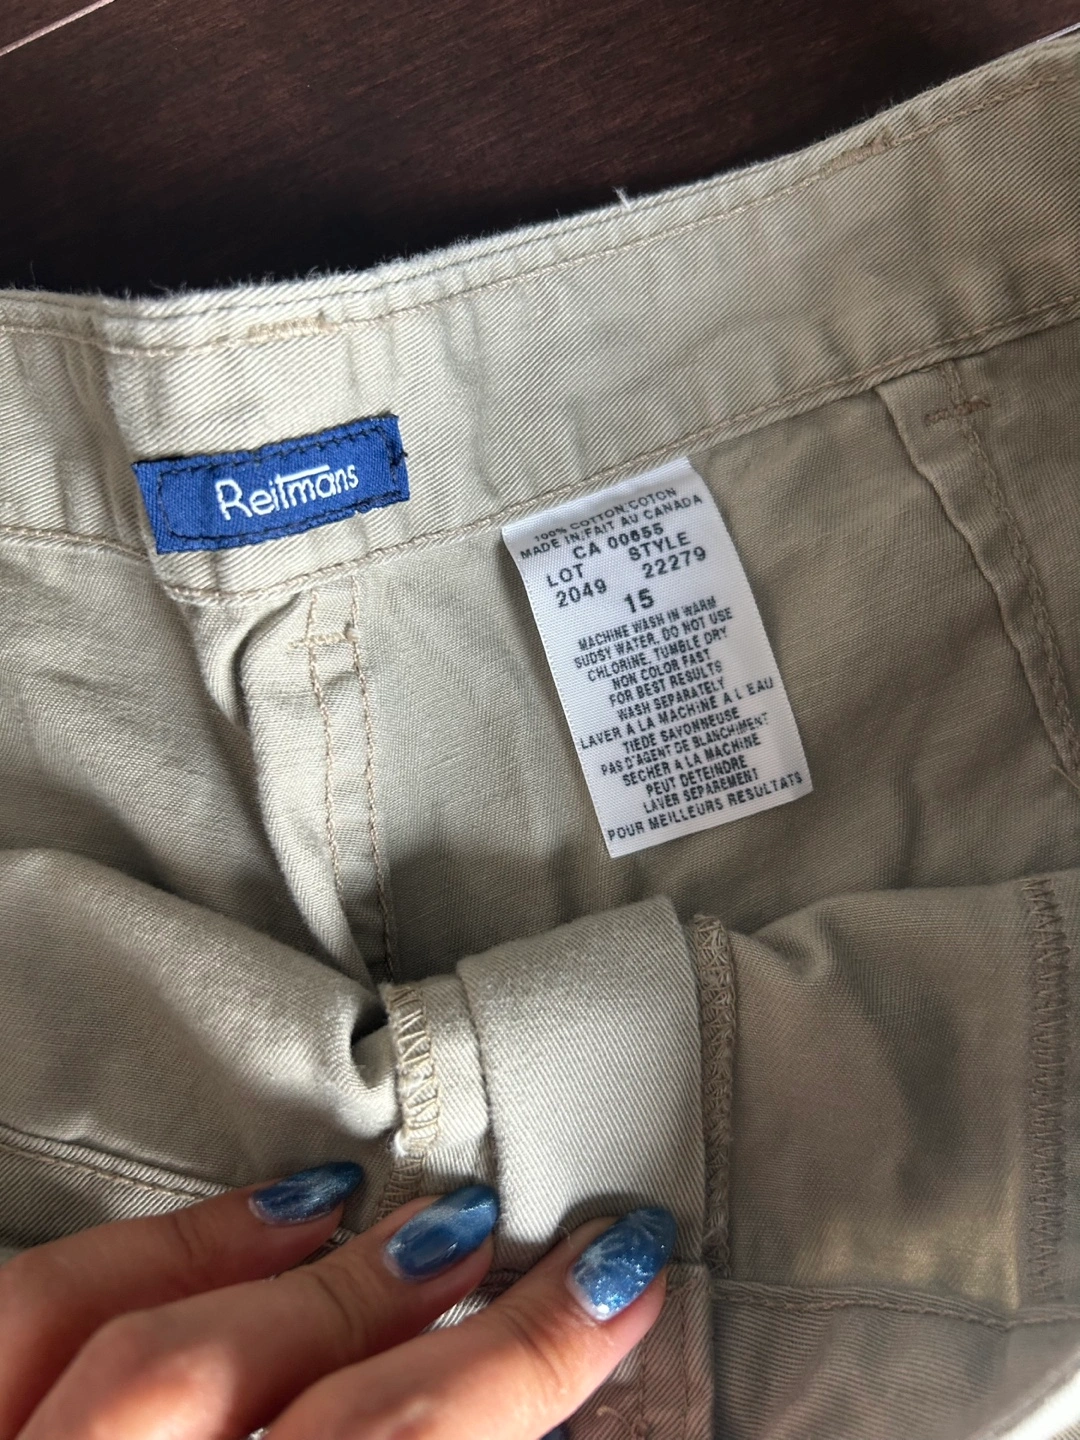 Reitmans
100% COTTON/COTON
MADE IN/FAIT AU CANADA
CA 00655
LOT STYLE
2049 22279
15
MACHINE WASH IN WARM
SUDSY WATER, DO NOT USE
CHLORINE, TUMBLE DRY
NON COLOR FAST
FOR BEST RESULTS
WASH SEPARATELY
LAVER A LA MACHINE A L'EAU
TIEDE SAVONNEUSE
PAS D'AGENT DE BLANCHIMENT
SECHER A LA MACHINE
PEUT DETEINDRE
LAVER SEPAREMENT
POUR MEILLEURS RESULTATS